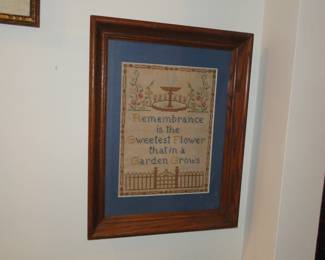 Remembrance
is the
Sweetest Flower
that in a
Garden Grows